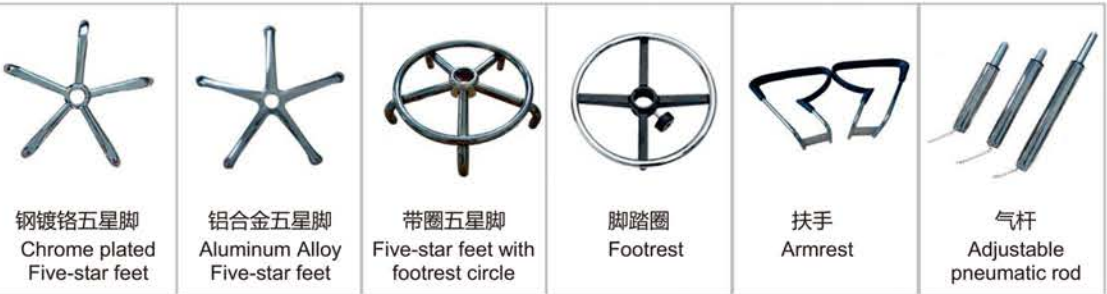 钢镀铬五星脚
Chrome plated
Five-star feet
铝合金五星脚
Aluminum Alloy
Five-star feet
带圈五星脚
Five-star feet with
footrest circle
脚踏圈
Footrest
扶手
Armrest
气杆
Adjustable
pneumatic rod